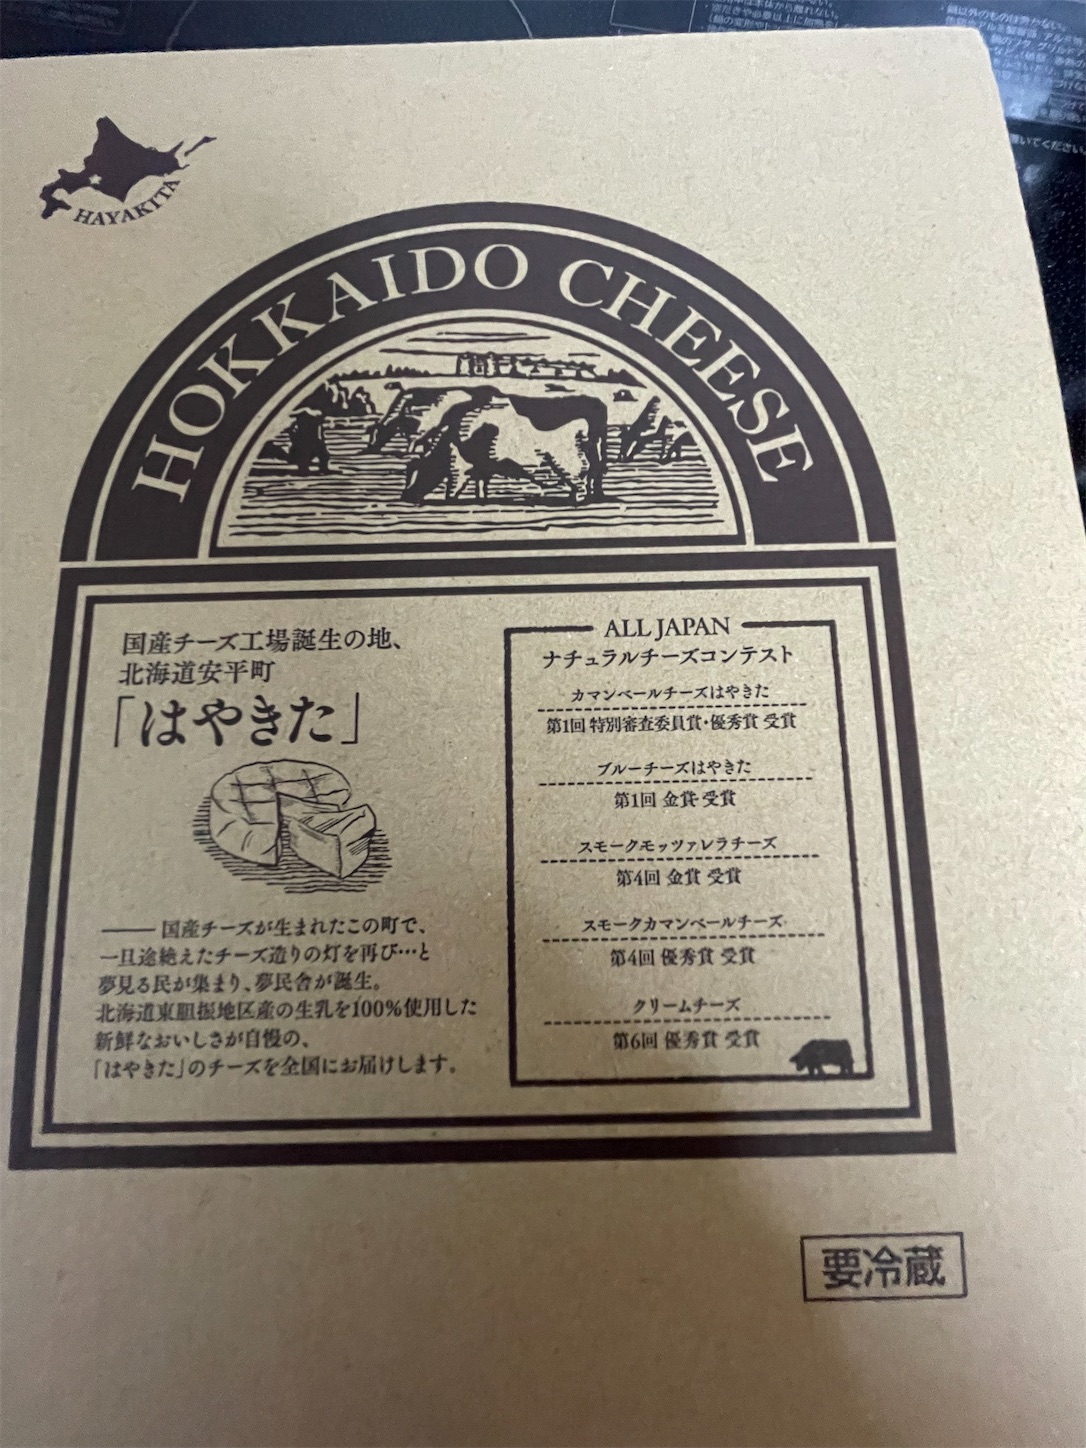 HAYAKITA
HOKKAIDO CHEESE
国産チーズ工場誕生の地、
北海道安平町
「はやきた」
―― 国産チーズが生まれたこの町で、
一旦途絶えたチーズ造りの灯を再び…と
夢見る民が集まり、夢民舎が誕生。
北海道東胆振地区産の生乳を100%使用した
新鮮なおいしさが自慢の、
「はやきた」のチーズを全国にお届けします。
ALL JAPAN
ナチュラルチーズコンテスト
カマンベールチーズはやきた
第1回 特別審査委員賞・優秀賞 受賞
ブルーチーズはやきた
第1回 金賞 受賞
スモークモッツァレラチーズ
第4回 金賞 受賞
スモークカマンベールチーズ
第4回 優秀賞 受賞
クリームチーズ
第6回 優秀賞 受賞
要冷蔵